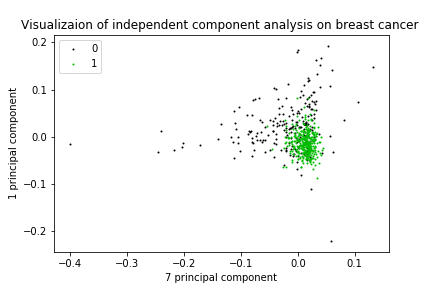 Visualizaion of independent component analysis on breast cancer
0
1
0.2
0.1
0.0
−0.1
−0.2
1 principal component
−0.4 −0.3 −0.2 −0.1 0.0 0.1
7 principal component